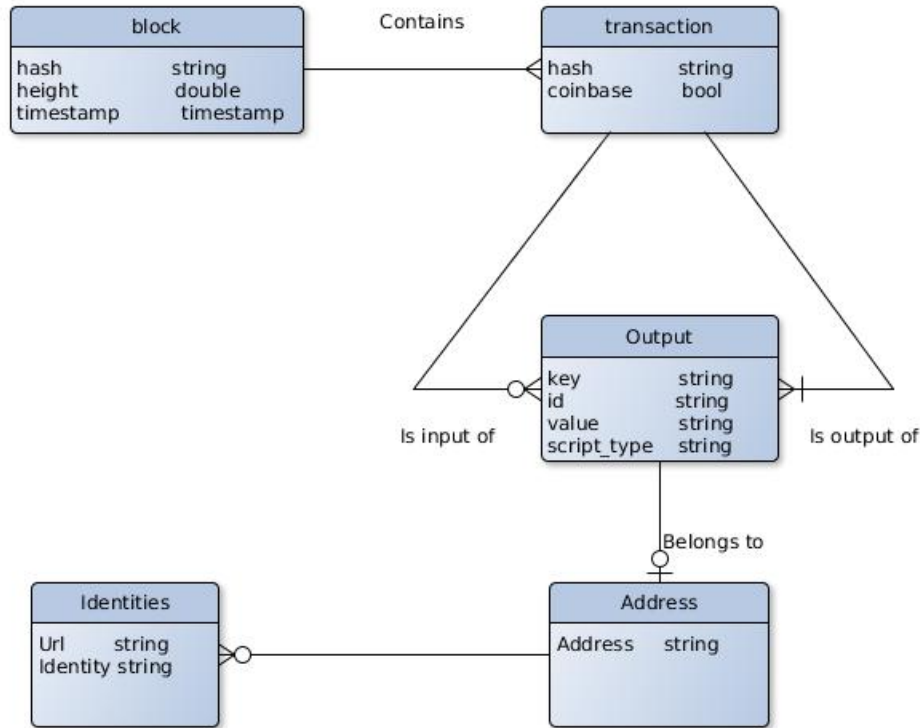 block
hash string
height double
timestamp timestamp
Contains
transaction
hash string
coinbase bool
Output
key string
id string
value string
script_type string
Is input of
Is output of
Belongs to
Identities
Url string
Identity string
Address
Address string